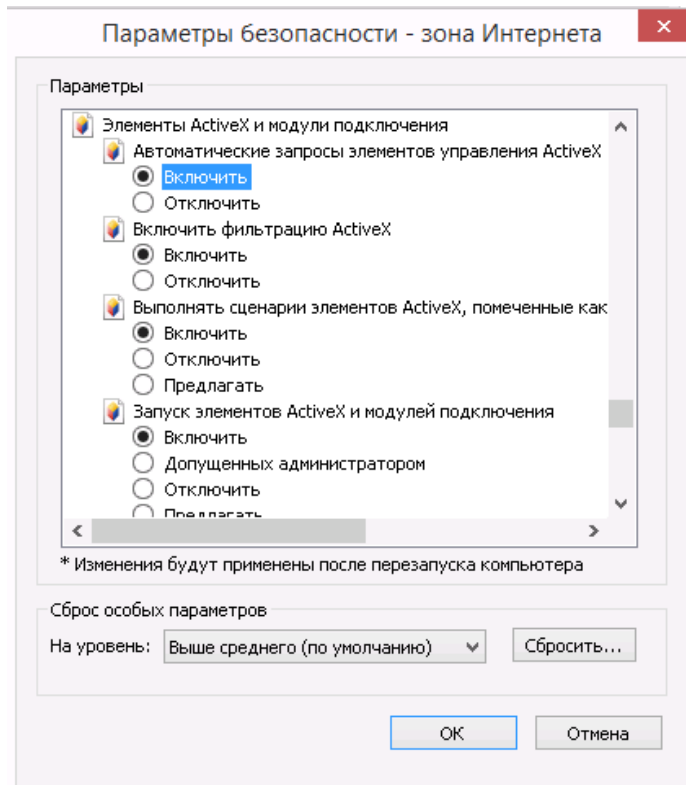 Параметры безопасности - зона Интернета
Параметры
Элементы ActiveX и модули подключения
Автоматические запросы элементов управления ActiveX
Включить
Отключить
Включить фильтрацию ActiveX
Включить
Отключить
Выполнять сценарии элементов ActiveX, помеченные как
Включить
Отключить
Предлагать
Запуск элементов ActiveX и модулей подключения
Включить
Допущенных администратором
Отключить
Предлагать
* Изменения будут применены после перезапуска компьютера
Сброс особых параметров
На уровень: Выше среднего (по умолчанию) Сбросить...
ОК Отмена